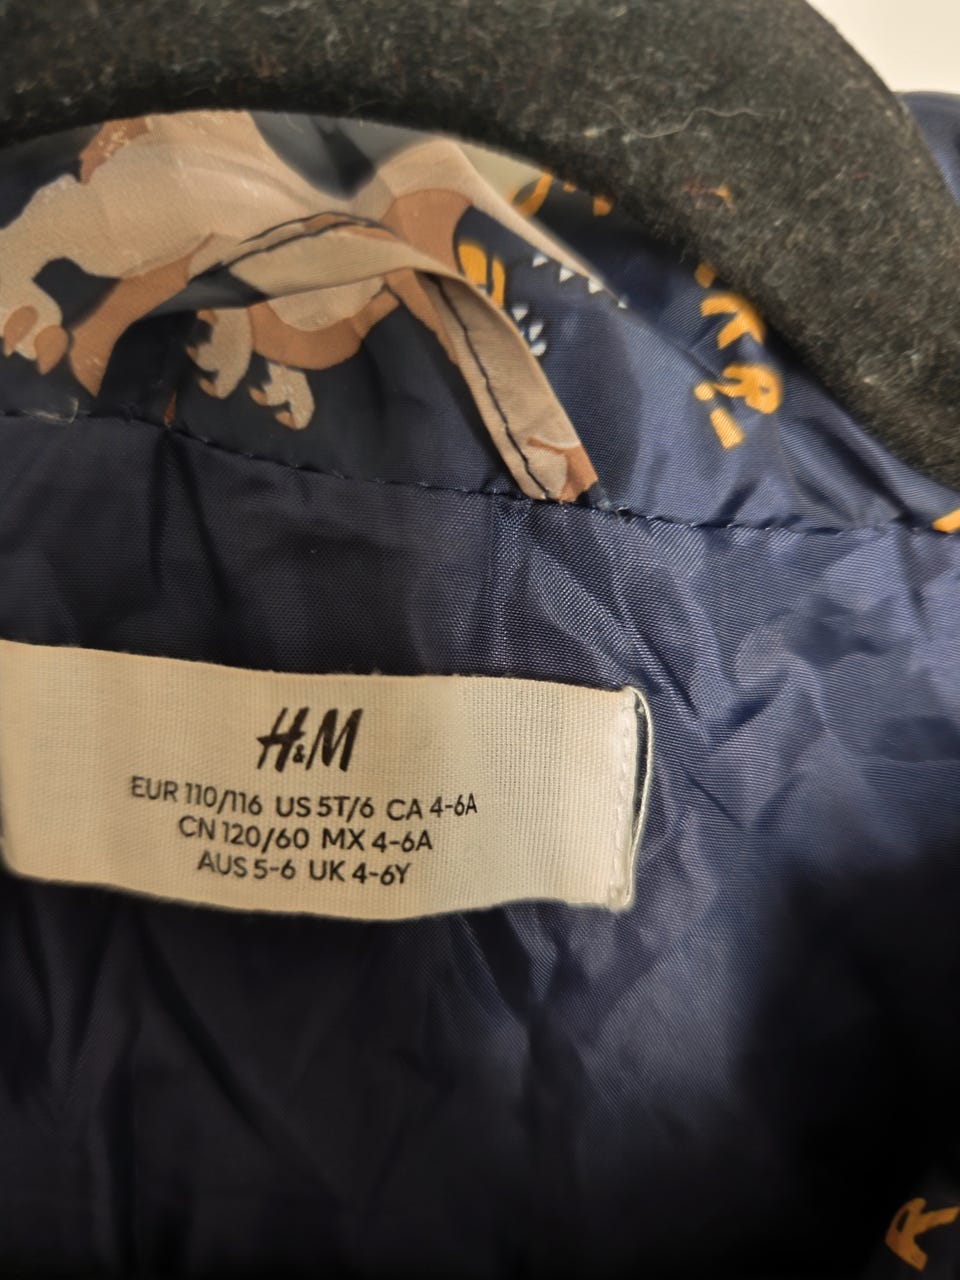 H&M
EUR 110/116 US 5T/6 CA 4-6A
CN 120/60 MX 4-6A
AUS 5-6 UK 4-6Y